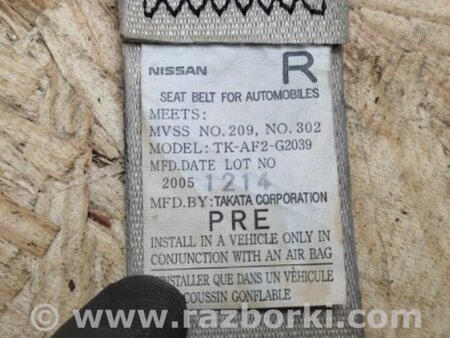 NISSAN R
SEAT BELT FOR AUTOMOBILES
MEETS:
MVSS NO.209, NO.302
MODEL: TK-AF2-G2039
MFD.DATE LOT NO
2005 1214
MFD.BY: TAKATA CORPORATION
PRE
INSTALL IN A VEHICLE ONLY IN
CONJUNCTION WITH AN AIR BAG
INSTALLER QUE DANS UN VÉHICULE
COUSSIN GONFLABLE
© www.razborki.com